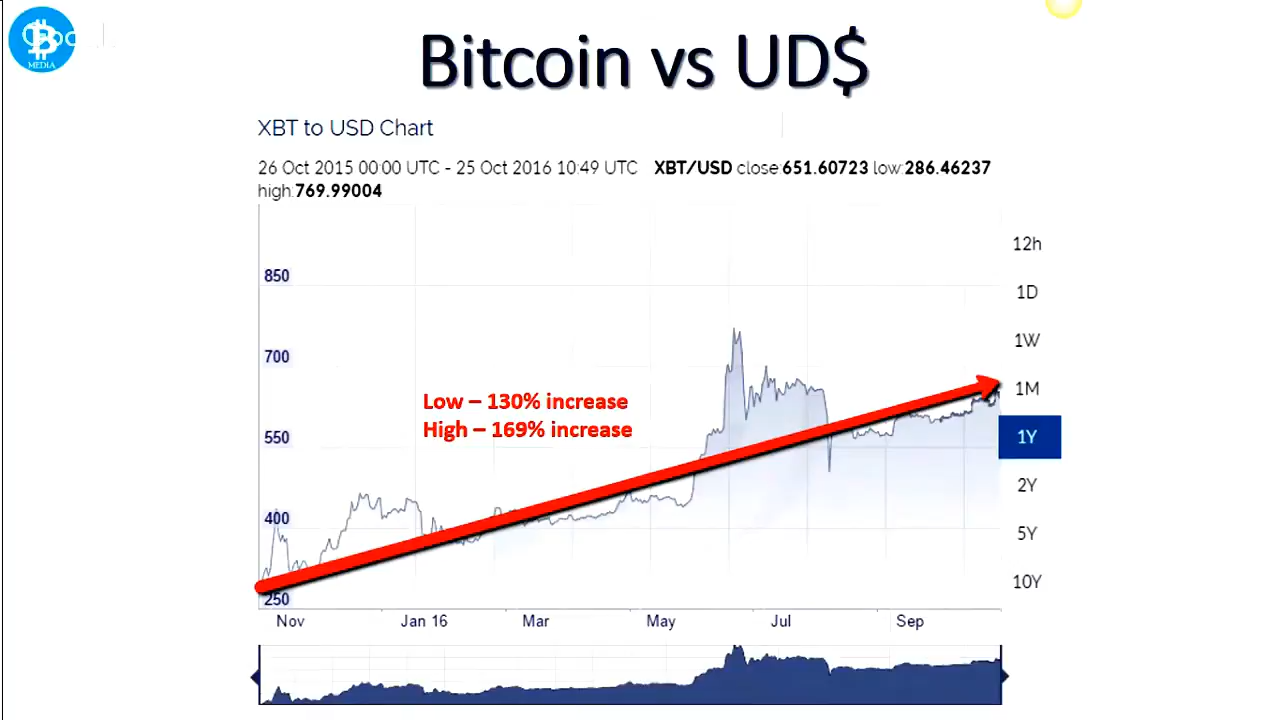 MEDIA
Bitcoin vs UD$
XBT to USD Chart
26 Oct 2015 00:00 UTC - 25 Oct 2016 10:49 UTC XBT/USD close:651.60723 low:286.46237
high:769.99004
12h
1D
1W
1M
1Y
2Y
5Y
10Y
850
700
550
400
250
Low – 130% increase
High – 169% increase
Nov Jan 16 Mar May Jul Sep